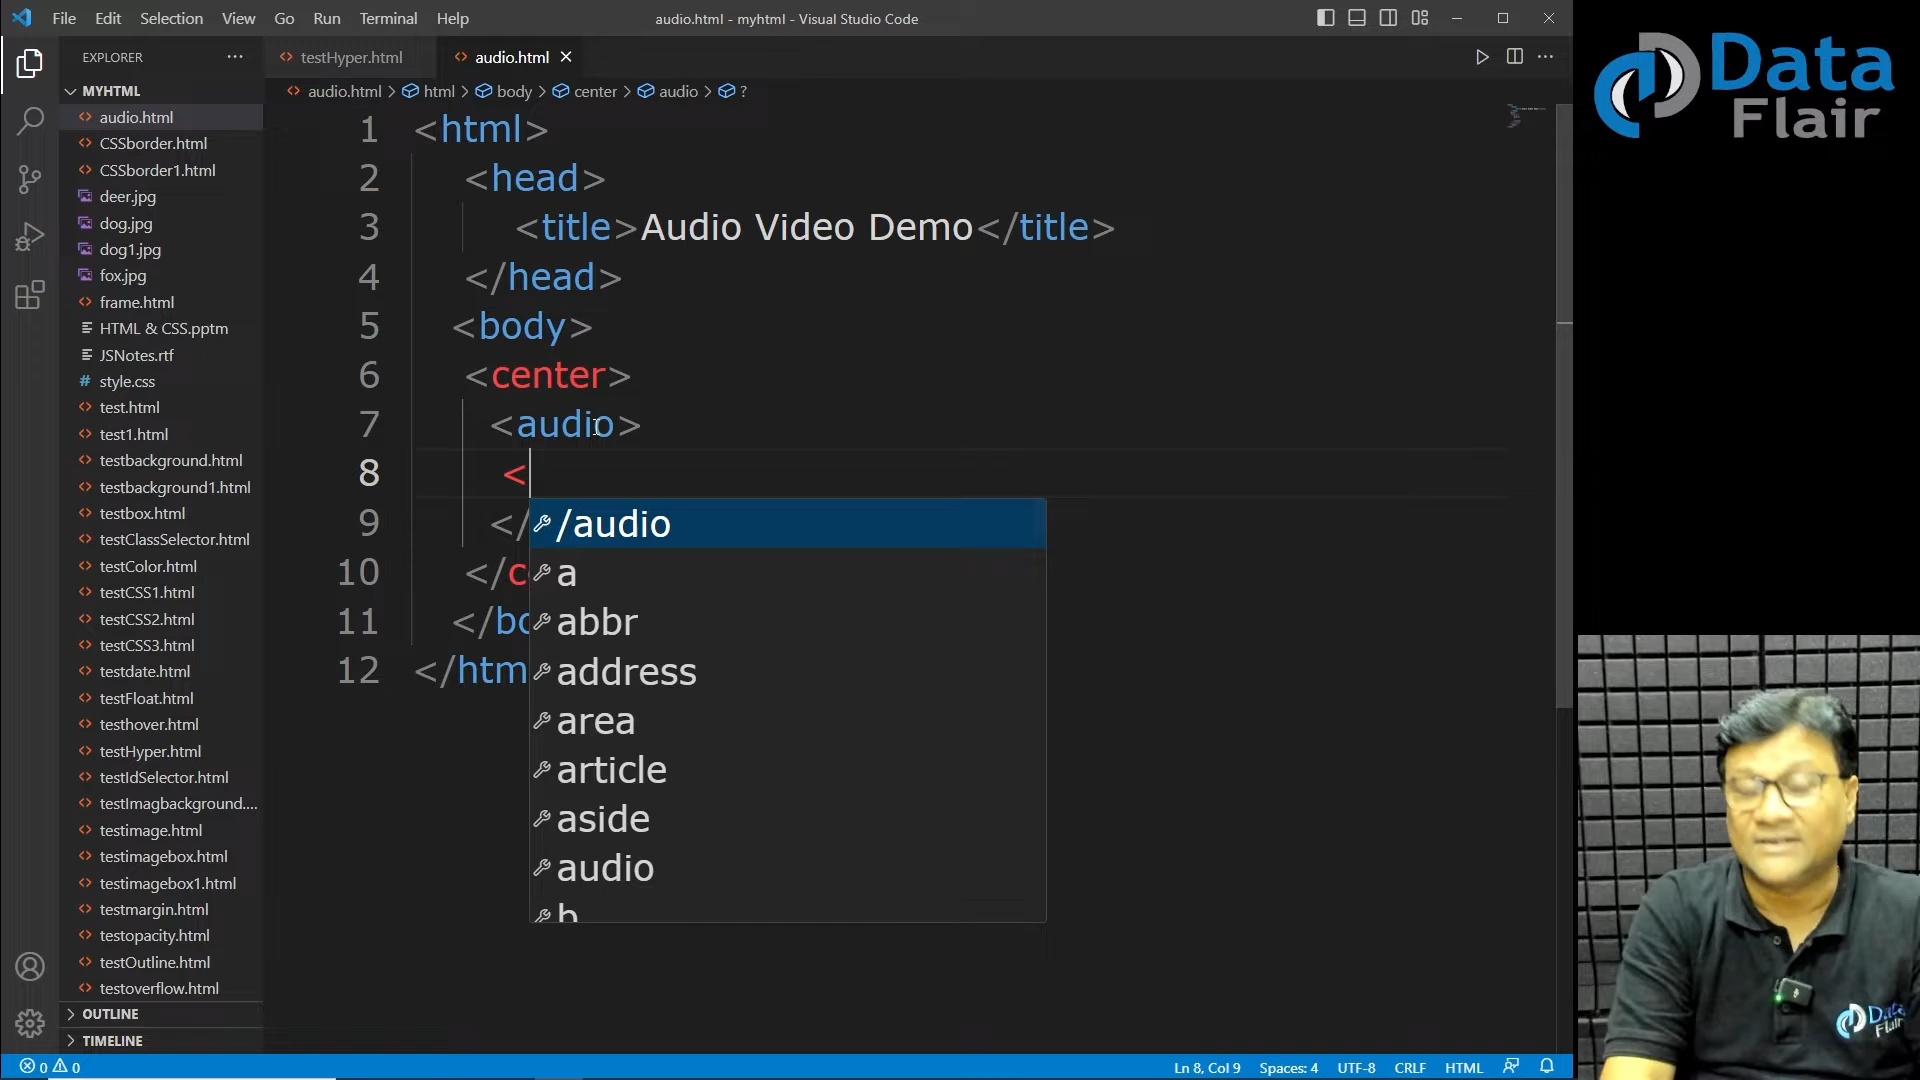 File Edit Selection View Go Run Terminal Help
audio.html - myhtml - Visual Studio Code
EXPLORER
MYHTML
audio.html
CSSborder.html
CSSborder1.html
deer.jpg
dog.jpg
dog1.jpg
fox.jpg
frame.html
HTML & CSS.pptm
JSNotes.rtf
style.css
test.html
test1.html
testbackground.html
testbackground1.html
testbox.html
testClassSelector.html
testColor.html
testCSS1.html
testCSS2.html
testCSS3.html
testdate.html
testFloat.html
testhover.html
testHyper.html
testIdSelector.html
testImagbackground....
testimage.html
testimagebox.html
testimagebox1.html
testmargin.html
testopacity.html
testOutline.html
testoverflow.html
OUTLINE
TIMELINE
testHyper.html audio.html
audio.html > html > body > center > audio > ?
1 <html>
2 <head>
3 <title>Audio Video Demo</title>
4 </head>
5 <body>
6 <center>
7 <audio>
8 <
9 </
10 </c
11 </bo
12 </htm
/audio
a
abbr
address
area
article
aside
audio
b
0 0
Ln 8, Col 9 Spaces: 4 UTF-8 CRLF HTML
Data
Flair
Data
Flair